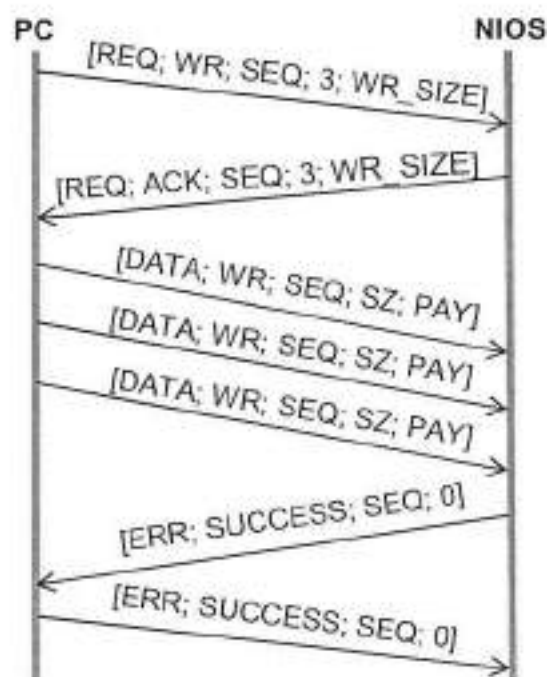 PC NIOS
[REQ; WR; SEQ; 3; WR_SIZE]
[REQ; ACK; SEQ; 3; WR_SIZE]
[DATA; WR; SEQ; SZ; PAY]
[DATA; WR; SEQ; SZ; PAY]
[DATA; WR; SEQ; SZ; PAY]
[ERR; SUCCESS; SEQ; 0]
[ERR; SUCCESS; SEQ; 0]